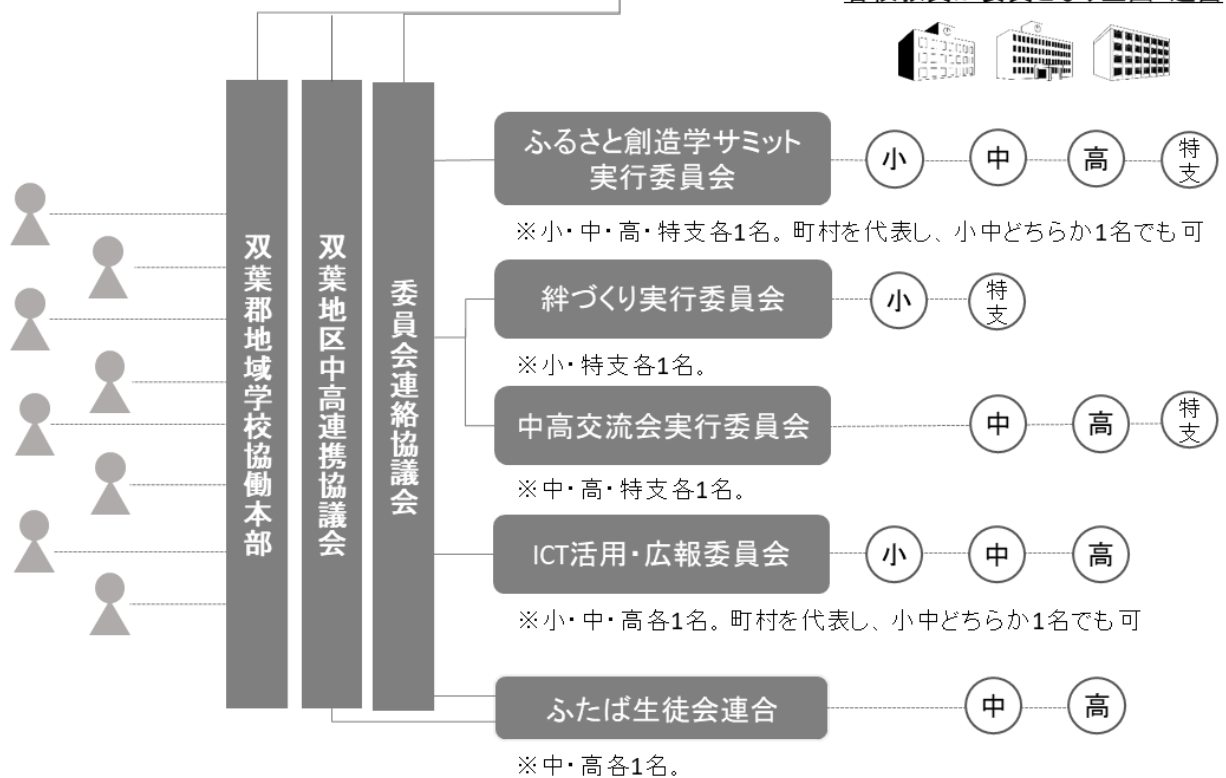 ふるさと創造学サミット
実行委員会
小
中
高
特支
※小・中・高・特支各1名。町村を代表し、小中どちらか1名でも可
双葉郡地域学校協働本部
双葉地区中高連携協議会
委員会連絡協議会
絆づくり実行委員会
小
特支
※小・特支各1名。
中高交流会実行委員会
中
高
特支
※中・高・特支各1名。
ICT活用・広報委員会
小
中
高
※小・中・高各1名。町村を代表し、小中どちらか1名でも可
ふたば生徒会連合
中
高
※中・高各1名。